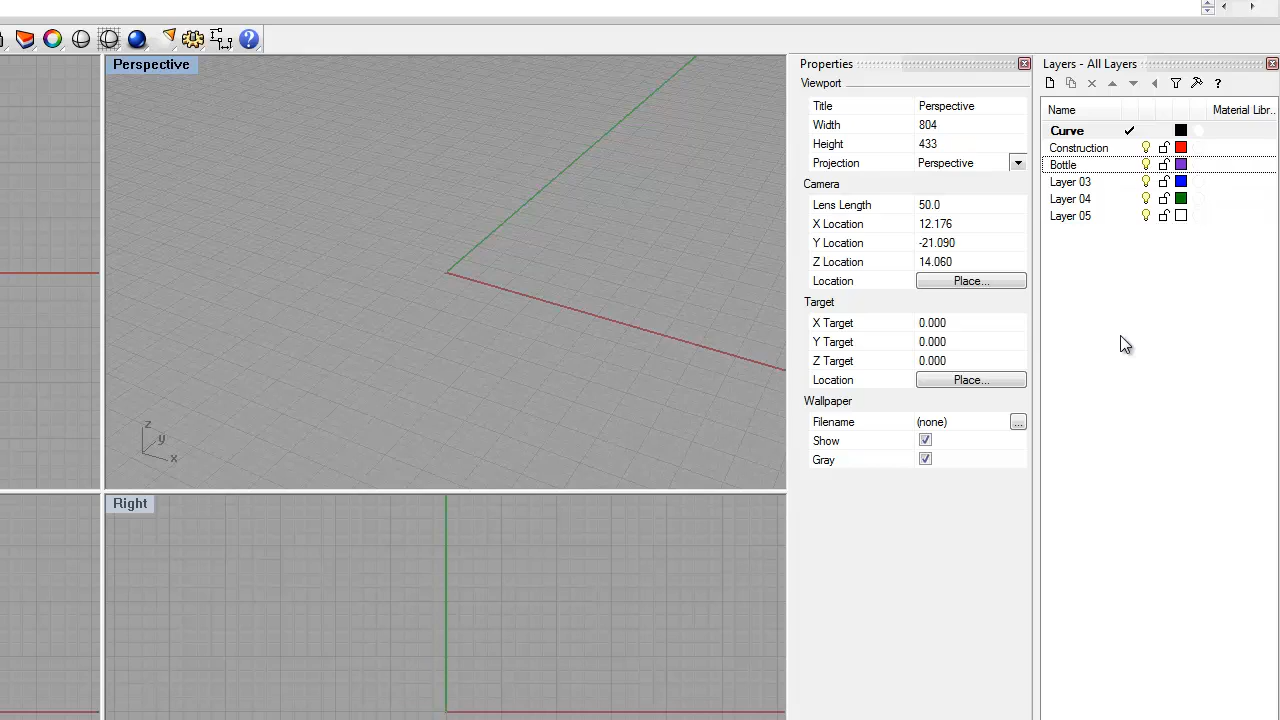 Perspective
z
y
x
Right
Properties
Viewport
Title Perspective
Width 804
Height 433
Projection Perspective
Camera
Lens Length 50.0
X Location 12.176
Y Location -21.090
Z Location 14.060
Location Place...
Target
X Target 0.000
Y Target 0.000
Z Target 0.000
Location Place...
Wallpaper
Filename (none) ...
Show
Gray
Layers - All Layers
?
Name Material Libr...
Curve
Construction
Bottle
Layer 03
Layer 04
Layer 05